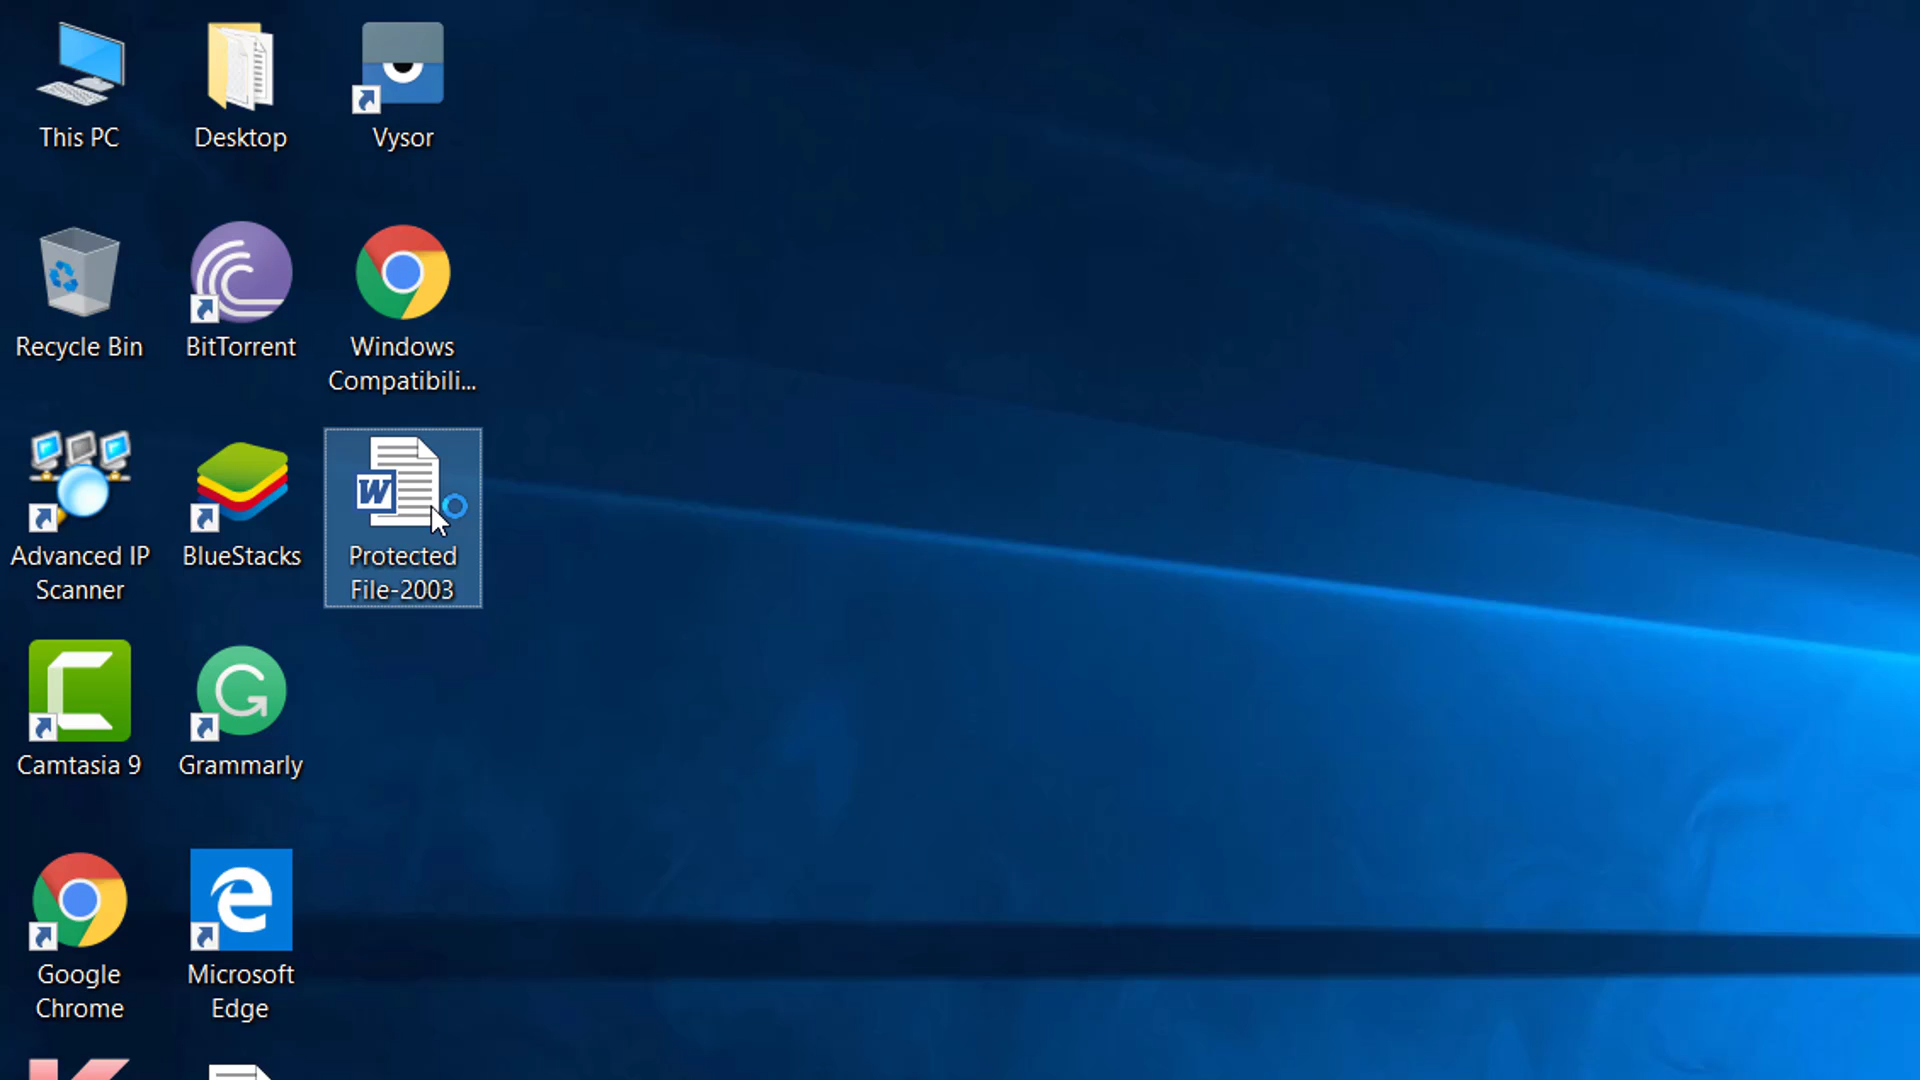 This PC
Desktop
Vysor
Recycle Bin
BitTorrent
Windows
Compatibili...
Advanced IP
Scanner
BlueStacks
W
Protected
File-2003
Camtasia 9
Grammarly
Google
Chrome
Microsoft
Edge